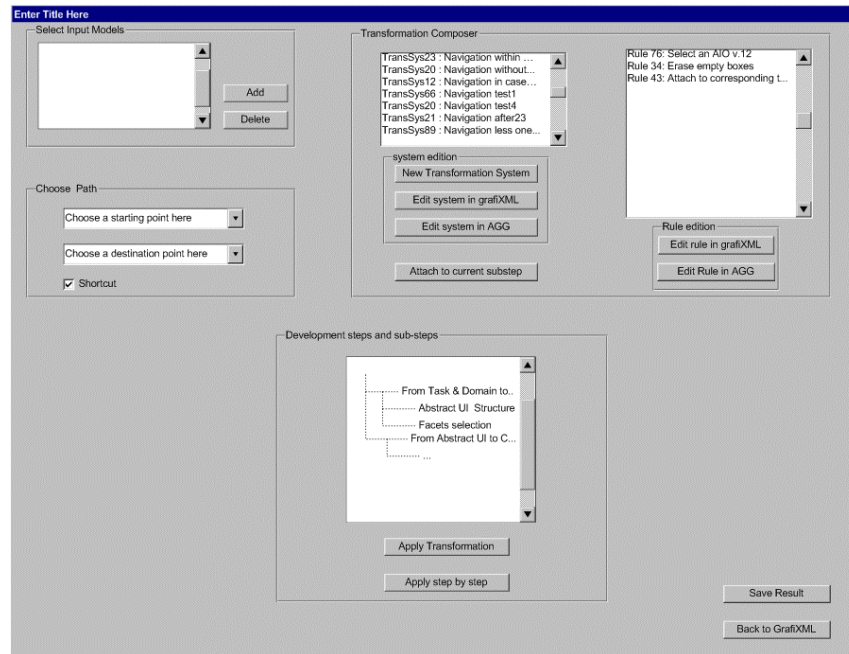 Enter Title Here
Select Input Models
Add
Delete
Choose Path
Choose a starting point here
Choose a destination point here
Shortcut
Transformation Composer
TransSys23 : Navigation within ...
TransSys20 : Navigation without...
TransSys12 : Navigation in case...
TransSys66 : Navigation test1
TransSys20 : Navigation test4
TransSys21 : Navigation after23
TransSys89 : Navigation less one...
system edition
New Transformation System
Edit system in grafiXML
Edit system in AGG
Attach to current substep
Rule 76: Select an AIO v.12
Rule 34: Erase empty boxes
Rule 43: Attach to corresponding t...
Rule edition
Edit rule in grafiXML
Edit Rule in AGG
Development steps and sub-steps
From Task & Domain to..
Abstract UI Structure
Facets selection
From Abstract UI to C...
...
Apply Transformation
Apply step by step
Save Result
Back to GrafiXML